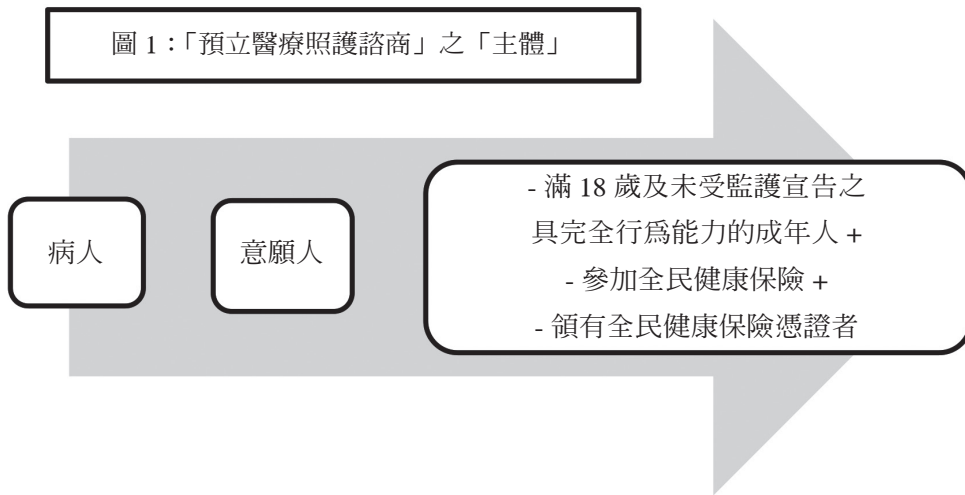 圖 1：「預立醫療照護諮商」之「主體」
病人
意願人
- 滿 18 歲及未受監護宣告之
具完全行爲能力的成年人 +
- 參加全民健康保險 +
- 領有全民健康保險憑證者